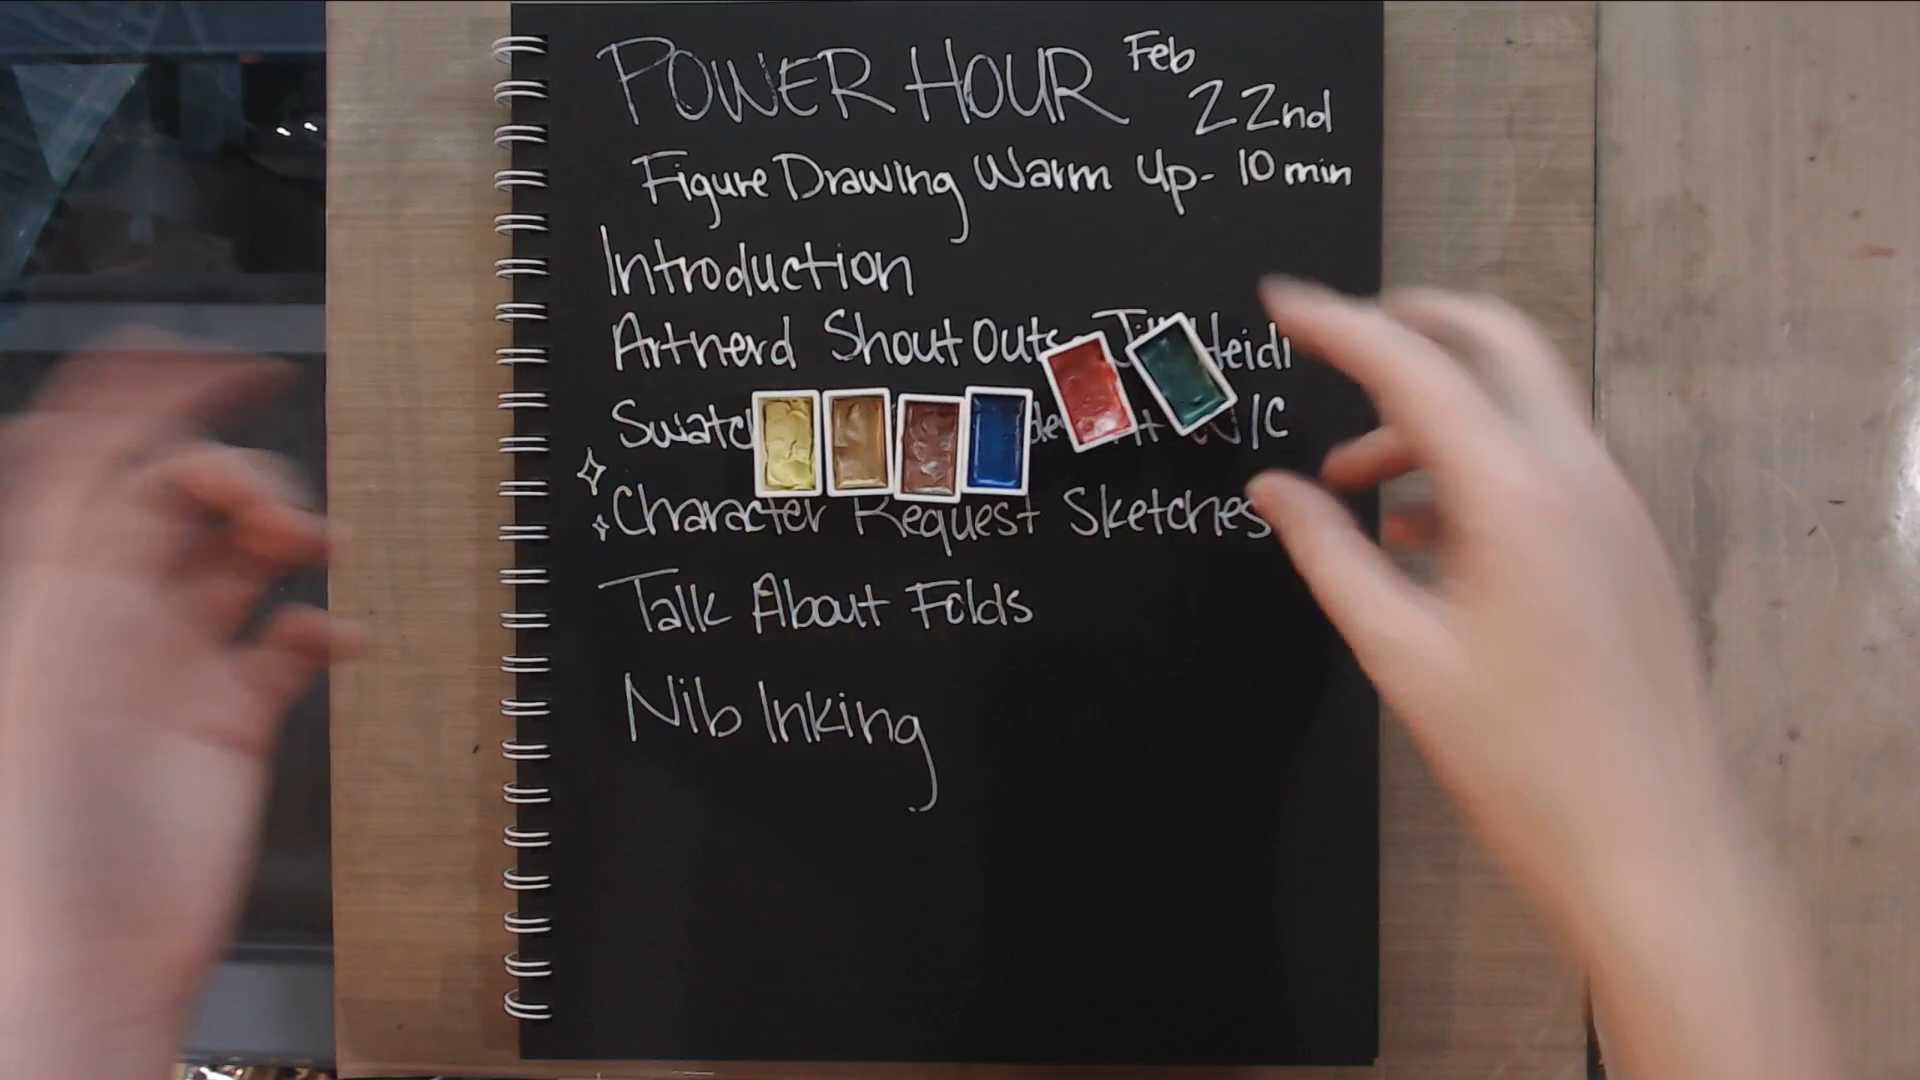 POWER HOUR Feb 22nd
Figure Drawing Warm Up - 10 min
Introduction
Artnerd Shout Outs Heidi
W/C
Character Request Sketches
Talk About Folds
Nib Inking